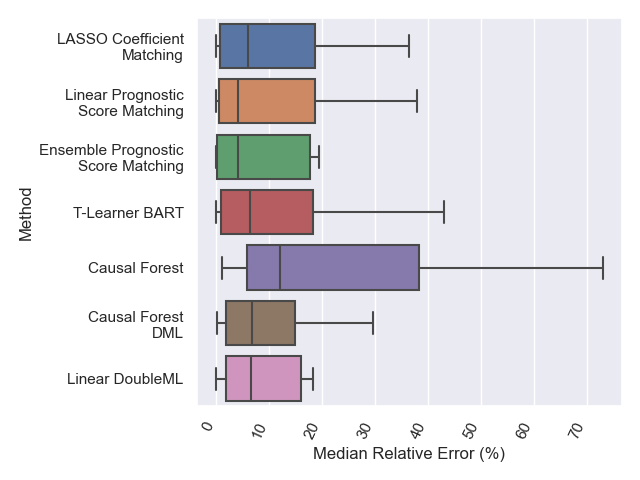 LASSO Coefficient
Matching
Linear Prognostic
Score Matching
Ensemble Prognostic
Score Matching
T-Learner BART
Causal Forest
Causal Forest
DML
Linear DoubleML
Method
0 10 20 30 40 50 60 70
Median Relative Error (%)